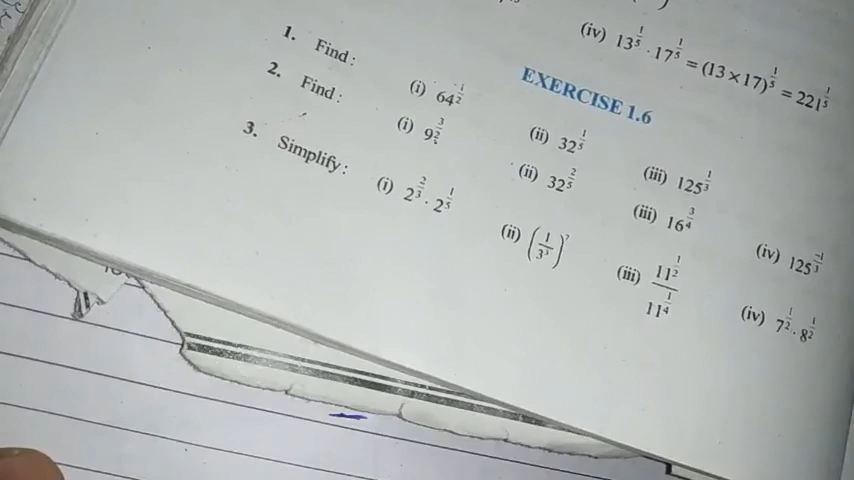 (iv) 13^{1/5} . 17^{1/5} = (13 × 17)^{1/5} = 221^{1/5}
EXERCISE 1.6
1. Find : (i) 64^{1/2} (ii) 32^{1/5} (iii) 125^{1/3}
2. Find : (i) 9^{3/2} (ii) 32^{2/5} (iii) 16^{3/4} (iv) 125^{-1/3}
3. Simplify : (i) 2^{2/3} . 2^{1/5} (ii) (1/3^3)^7 (iii) 11^{1/2}/11^{1/4} (iv) 7^{1/2} . 8^{1/2}